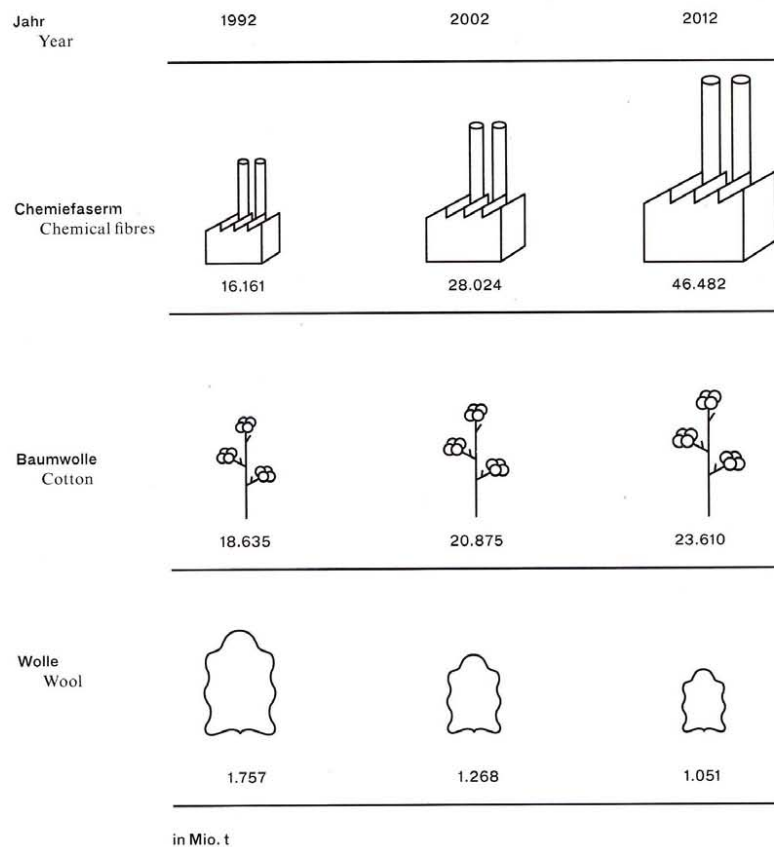 Jahr 1992 2002 2012
Year
Chemiefaserm
Chemical fibres
16.161 28.024 46.482
Baumwolle
Cotton
18.635 20.875 23.610
Wolle
Wool
1.757 1.268 1.051
in Mio. t